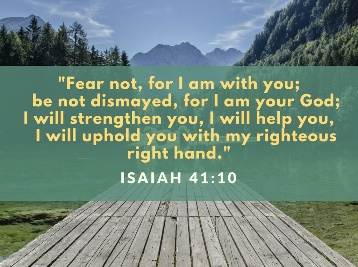 "Fear not, for I am with you;
be not dismayed, for I am your God;
I will strengthen you, I will help you,
I will uphold you with my righteous
right hand."
ISAIAH 41:10